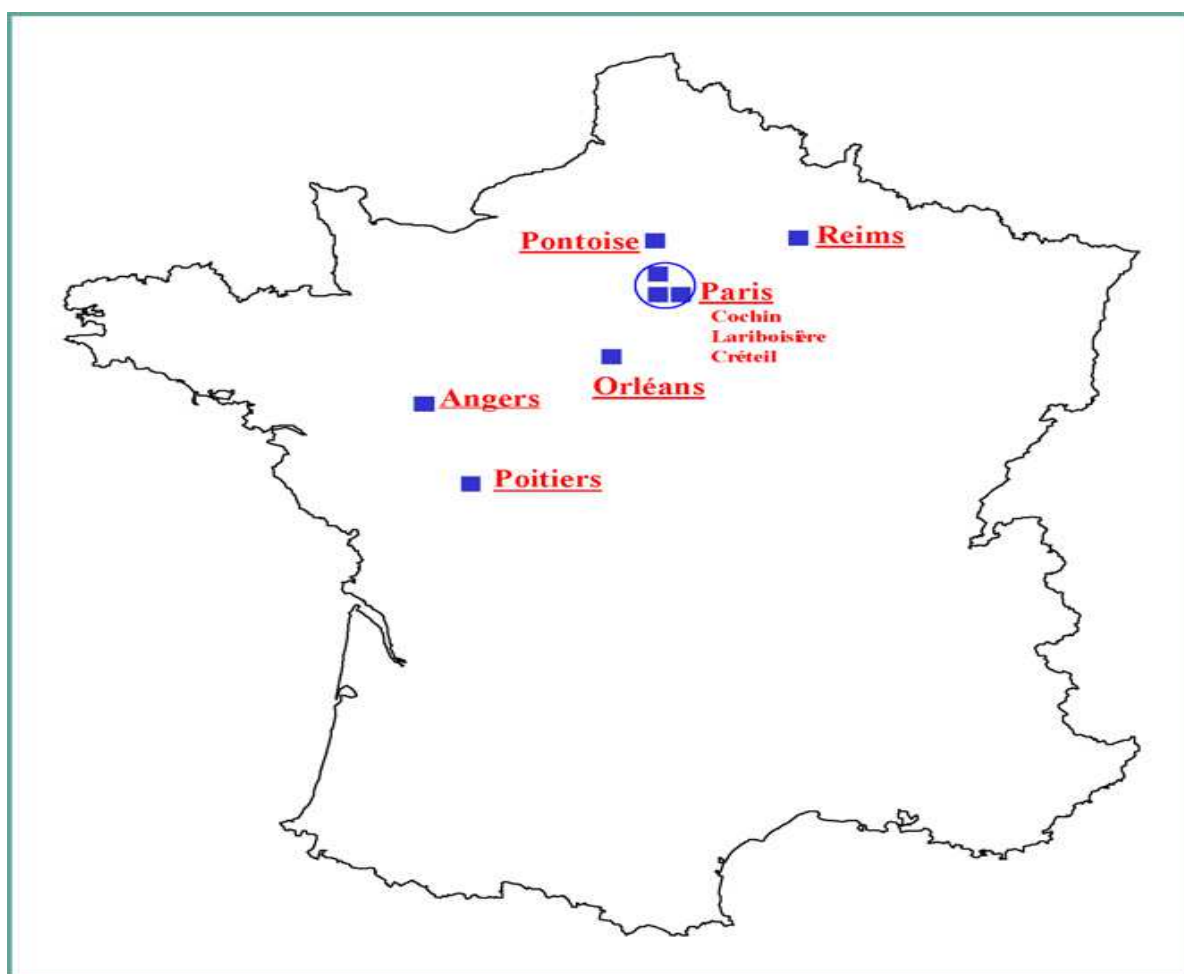 Pontoise
Reims
Paris
Cochin
Lariboisière
Créteil
Orléans
Angers
Poitiers